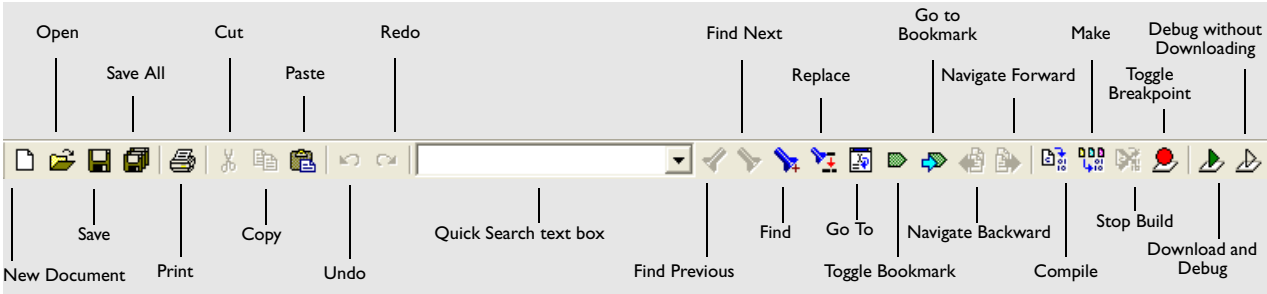 Open
Cut
Redo
Find Next
Go to
Bookmark
Make
Debug without
Downloading
Save All
Paste
Replace
Navigate Forward
Toggle
Breakpoint
Save
Copy
Quick Search text box
Find
Go To
Navigate Backward
Stop Build
New Document
Print
Undo
Find Previous
Toggle Bookmark
Compile
Download and
Debug